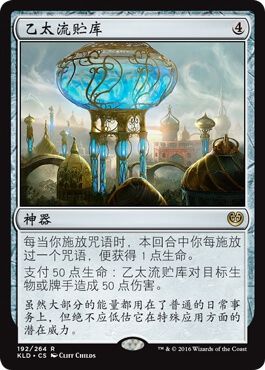 乙太流贮库 4
神器
每当你施放咒语时，本回合中你每施放
过一个咒语，便获得 1 点生命。
支付 50 点生命：乙太流贮库对目标生
物或牌手造成 50 点伤害。
虽然大部分的能量都用在了普通的日常事
务上，但绝不应低估它在特殊应用方面的
潜在威力。
192/264 R
KLD • CS CLIFF CHILDS
™ & © 2016 Wizards of the Coast